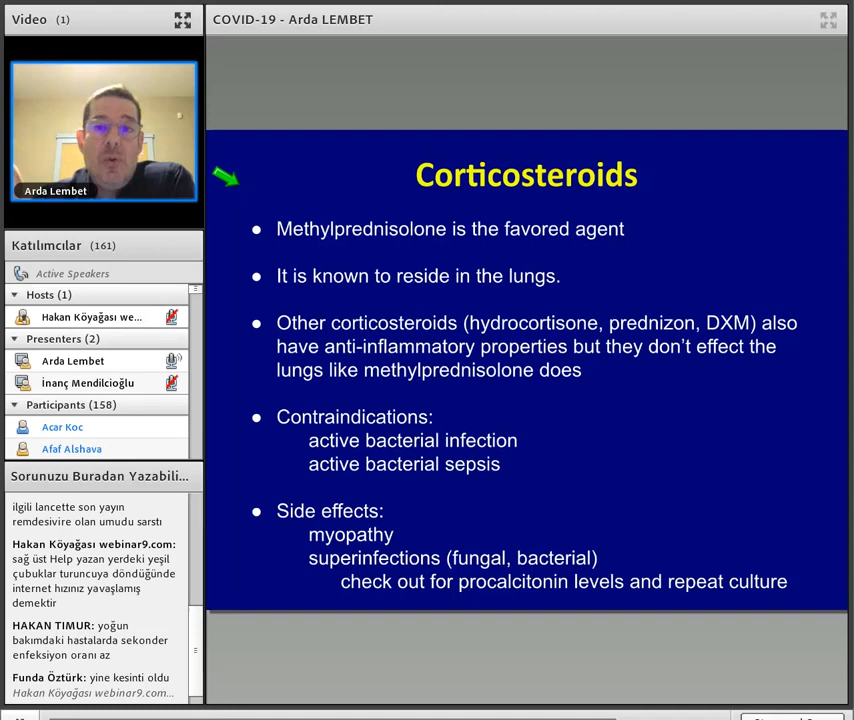 Video (1)
Arda Lembet
Katılımcılar (161)
Active Speakers
Hosts (1)
Hakan Köyağası we...
Presenters (2)
Arda Lembet
İnanç Mendilcioğlu
Participants (158)
Acar Koc
Afaf Alshava
Sorunuzu Buradan Yazabili...
ilgili lancette son yayın
remdesivire olan umudu sarstı
Hakan Köyağası webinar9.com:
sağ üst Help yazan yerdeki yeşil
çubuklar turuncuya döndüğünde
internet hızınız yavaşlamış
demektir
HAKAN TIMUR: yoğun
bakımdaki hastalarda sekonder
enfeksiyon oranı az
Funda Öztürk: yine kesinti oldu
Hakan Köyağası webinar9.com...
COVID-19 - Arda LEMBET
Corticosteroids
● Methylprednisolone is the favored agent
● It is known to reside in the lungs.
● Other corticosteroids (hydrocortisone, prednizon, DXM) also
have anti-inflammatory properties but they don't effect the
lungs like methylprednisolone does
● Contraindications:
active bacterial infection
active bacterial sepsis
● Side effects:
myopathy
superinfections (fungal, bacterial)
check out for procalcitonin levels and repeat culture